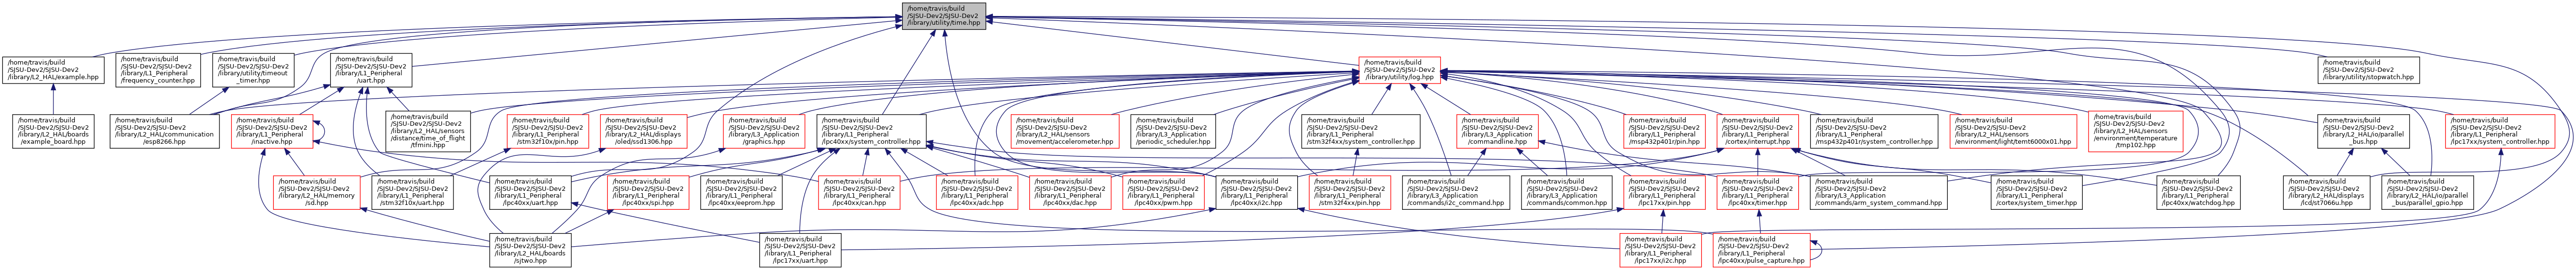 /home/travis/build
/SJSU-Dev2/SJSU-Dev2
/library/utility/time.hpp
/home/travis/build
/SJSU-Dev2/SJSU-Dev2
/library/L2_HAL/example.hpp
/home/travis/build
/SJSU-Dev2/SJSU-Dev2
/library/L1_Peripheral
/frequency_counter.hpp
/home/travis/build
/SJSU-Dev2/SJSU-Dev2
/library/utility/timeout
_timer.hpp
/home/travis/build
/SJSU-Dev2/SJSU-Dev2
/library/L1_Peripheral
/uart.hpp
/home/travis/build
/SJSU-Dev2/SJSU-Dev2
/library/utility/log.hpp
/home/travis/build
/SJSU-Dev2/SJSU-Dev2
/library/utility/stopwatch.hpp
/home/travis/build
/SJSU-Dev2/SJSU-Dev2
/library/L2_HAL/boards
/example_board.hpp
/home/travis/build
/SJSU-Dev2/SJSU-Dev2
/library/L2_HAL/communication
/esp8266.hpp
/home/travis/build
/SJSU-Dev2/SJSU-Dev2
/library/L1_Peripheral
/inactive.hpp
/home/travis/build
/SJSU-Dev2/SJSU-Dev2
/library/L2_HAL/sensors
/distance/time_of_flight
/tfmini.hpp
/home/travis/build
/SJSU-Dev2/SJSU-Dev2
/library/L1_Peripheral
/stm32f10x/pin.hpp
/home/travis/build
/SJSU-Dev2/SJSU-Dev2
/library/L2_HAL/displays
/oled/ssd1306.hpp
/home/travis/build
/SJSU-Dev2/SJSU-Dev2
/library/L3_Application
/graphics.hpp
/home/travis/build
/SJSU-Dev2/SJSU-Dev2
/library/L1_Peripheral
/lpc40xx/system_controller.hpp
/home/travis/build
/SJSU-Dev2/SJSU-Dev2
/library/L2_HAL/sensors
/movement/accelerometer.hpp
/home/travis/build
/SJSU-Dev2/SJSU-Dev2
/library/L3_Application
/periodic_scheduler.hpp
/home/travis/build
/SJSU-Dev2/SJSU-Dev2
/library/L1_Peripheral
/stm32f4xx/system_controller.hpp
/home/travis/build
/SJSU-Dev2/SJSU-Dev2
/library/L3_Application
/commandline.hpp
/home/travis/build
/SJSU-Dev2/SJSU-Dev2
/library/L1_Peripheral
/msp432p401r/pin.hpp
/home/travis/build
/SJSU-Dev2/SJSU-Dev2
/library/L1_Peripheral
/cortex/interrupt.hpp
/home/travis/build
/SJSU-Dev2/SJSU-Dev2
/library/L1_Peripheral
/msp432p401r/system_controller.hpp
/home/travis/build
/SJSU-Dev2/SJSU-Dev2
/library/L2_HAL/sensors
/environment/light/temt6000x01.hpp
/home/travis/build
/SJSU-Dev2/SJSU-Dev2
/library/L2_HAL/sensors
/environment/temperature
/tmp102.hpp
/home/travis/build
/SJSU-Dev2/SJSU-Dev2
/library/L2_HAL/io/parallel
_bus.hpp
/home/travis/build
/SJSU-Dev2/SJSU-Dev2
/library/L1_Peripheral
/lpc17xx/system_controller.hpp
/home/travis/build
/SJSU-Dev2/SJSU-Dev2
/library/L2_HAL/memory
/sd.hpp
/home/travis/build
/SJSU-Dev2/SJSU-Dev2
/library/L1_Peripheral
/stm32f10x/uart.hpp
/home/travis/build
/SJSU-Dev2/SJSU-Dev2
/library/L1_Peripheral
/lpc40xx/uart.hpp
/home/travis/build
/SJSU-Dev2/SJSU-Dev2
/library/L1_Peripheral
/lpc40xx/spi.hpp
/home/travis/build
/SJSU-Dev2/SJSU-Dev2
/library/L1_Peripheral
/lpc40xx/eeprom.hpp
/home/travis/build
/SJSU-Dev2/SJSU-Dev2
/library/L1_Peripheral
/lpc40xx/can.hpp
/home/travis/build
/SJSU-Dev2/SJSU-Dev2
/library/L1_Peripheral
/lpc40xx/adc.hpp
/home/travis/build
/SJSU-Dev2/SJSU-Dev2
/library/L1_Peripheral
/lpc40xx/dac.hpp
/home/travis/build
/SJSU-Dev2/SJSU-Dev2
/library/L1_Peripheral
/lpc40xx/pwm.hpp
/home/travis/build
/SJSU-Dev2/SJSU-Dev2
/library/L1_Peripheral
/lpc40xx/i2c.hpp
/home/travis/build
/SJSU-Dev2/SJSU-Dev2
/library/L1_Peripheral
/stm32f4xx/pin.hpp
/home/travis/build
/SJSU-Dev2/SJSU-Dev2
/library/L3_Application
/commands/i2c_command.hpp
/home/travis/build
/SJSU-Dev2/SJSU-Dev2
/library/L3_Application
/commands/common.hpp
/home/travis/build
/SJSU-Dev2/SJSU-Dev2
/library/L1_Peripheral
/lpc17xx/pin.hpp
/home/travis/build
/SJSU-Dev2/SJSU-Dev2
/library/L1_Peripheral
/lpc40xx/timer.hpp
/home/travis/build
/SJSU-Dev2/SJSU-Dev2
/library/L3_Application
/commands/arm_system_command.hpp
/home/travis/build
/SJSU-Dev2/SJSU-Dev2
/library/L1_Peripheral
/cortex/system_timer.hpp
/home/travis/build
/SJSU-Dev2/SJSU-Dev2
/library/L1_Peripheral
/lpc40xx/watchdog.hpp
/home/travis/build
/SJSU-Dev2/SJSU-Dev2
/library/L2_HAL/displays
/lcd/st7066u.hpp
/home/travis/build
/SJSU-Dev2/SJSU-Dev2
/library/L2_HAL/io/parallel
_bus/parallel_gpio.hpp
/home/travis/build
/SJSU-Dev2/SJSU-Dev2
/library/L2_HAL/boards
/sjtwo.hpp
/home/travis/build
/SJSU-Dev2/SJSU-Dev2
/library/L1_Peripheral
/lpc17xx/uart.hpp
/home/travis/build
/SJSU-Dev2/SJSU-Dev2
/library/L1_Peripheral
/lpc17xx/i2c.hpp
/home/travis/build
/SJSU-Dev2/SJSU-Dev2
/library/L1_Peripheral
/lpc40xx/pulse_capture.hpp